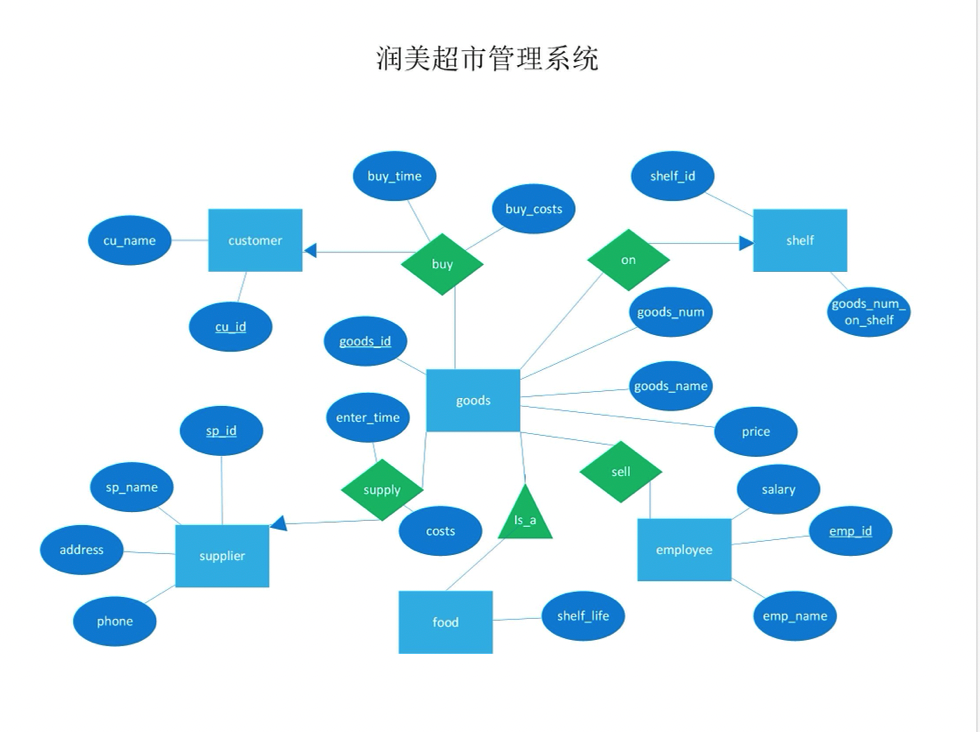 润美超市管理系统
buy_time
shelf_id
buy_costs
cu_name
customer
shelf
buy
on
goods_num_
on_shelf
goods_num
cu_id
goods_id
goods_name
goods
enter_time
price
sp_id
sell
sp_name
supply
salary
Is_a
costs
emp_id
address
supplier
employee
phone
food
shelf_life
emp_name